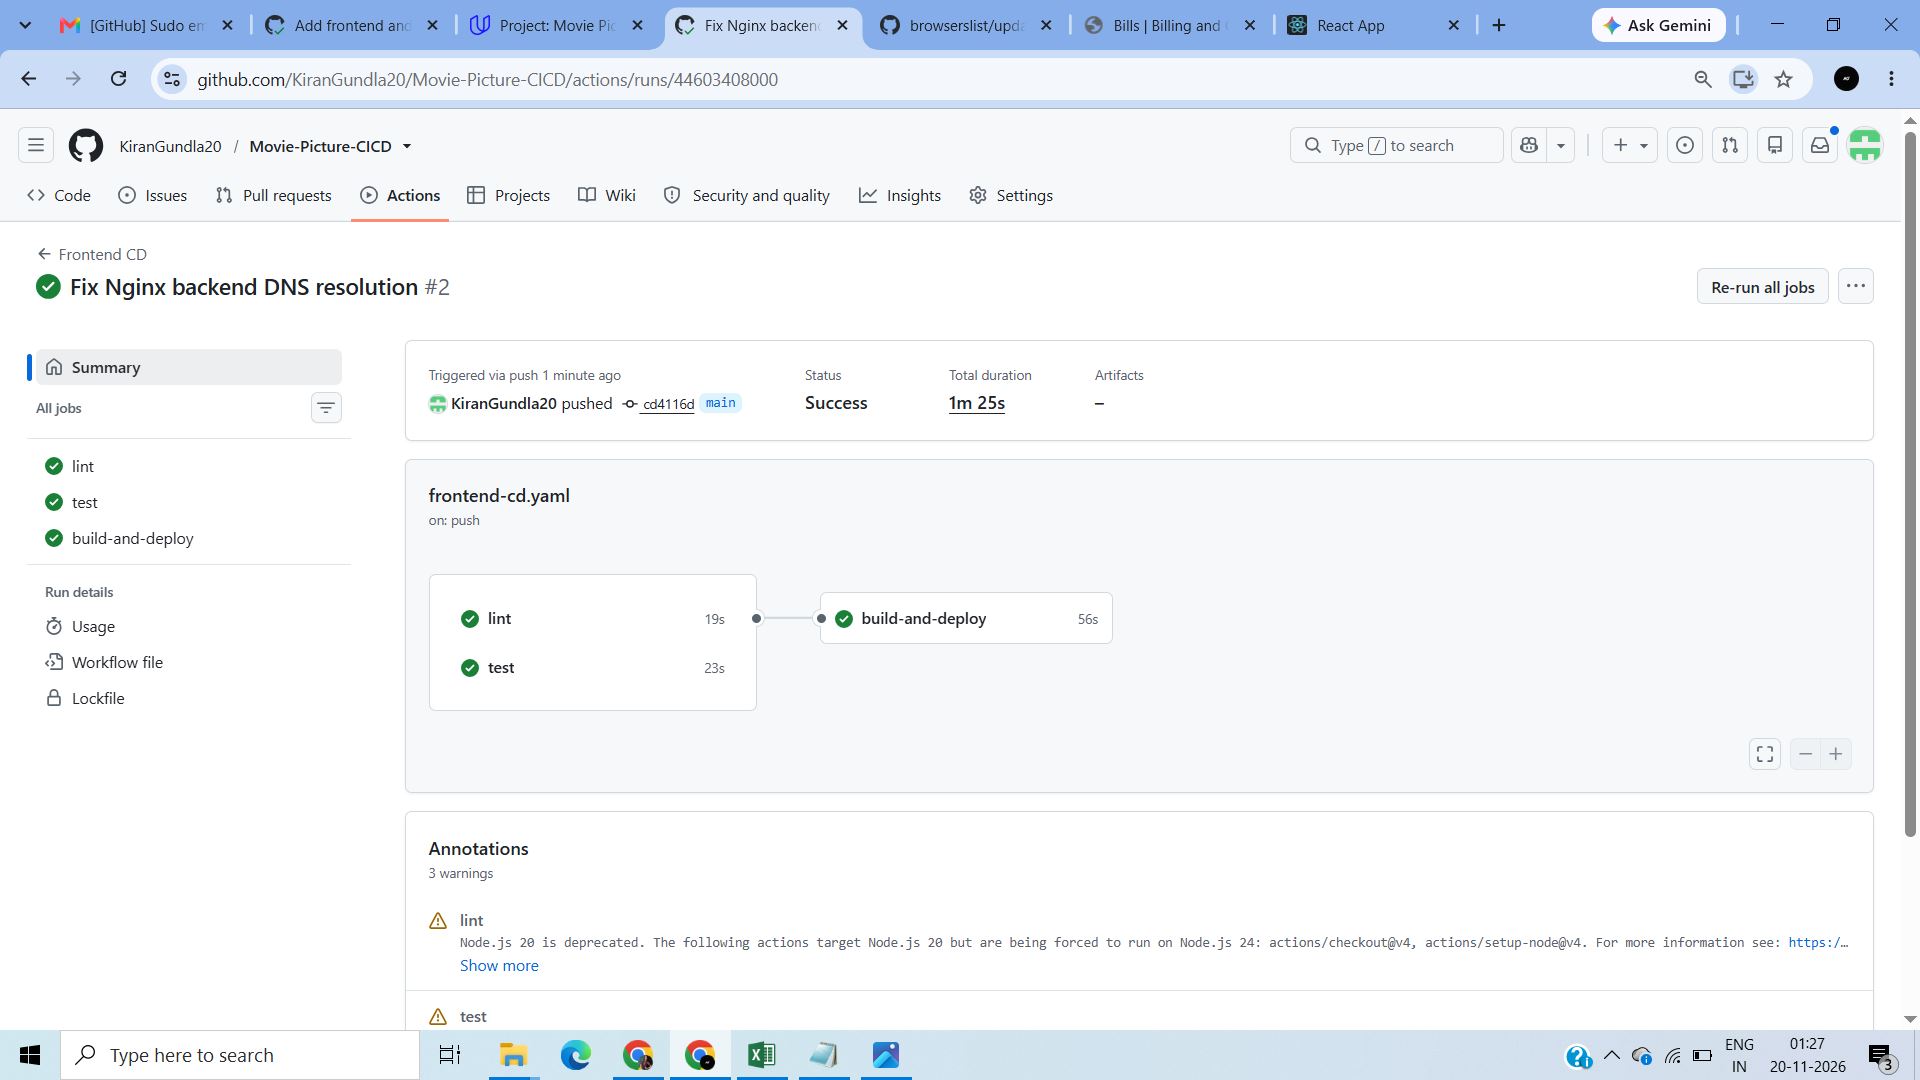 [GitHub] Sudo em
Add frontend and
Project: Movie Pic
Fix Nginx backend
browserslist/upda
Bills | Billing and C
React App
Ask Gemini
github.com/KiranGundla20/Movie-Picture-CICD/actions/runs/44603408000
KiranGundla20 / Movie-Picture-CICD
Type / to search
Code
Issues
Pull requests
Actions
Projects
Wiki
Security and quality
Insights
Settings
Frontend CD
Fix Nginx backend DNS resolution #2
Re-run all jobs
Summary
All jobs
lint
test
build-and-deploy
Run details
Usage
Workflow file
Lockfile
Triggered via push 1 minute ago
KiranGundla20 pushed cd4116d main
Status
Success
Total duration
1m 25s
Artifacts
–
frontend-cd.yaml
on: push
lint 19s
test 23s
build-and-deploy 56s
Annotations
3 warnings
lint
Node.js 20 is deprecated. The following actions target Node.js 20 but are being forced to run on Node.js 24: actions/checkout@v4, actions/setup-node@v4. For more information see: https:/…
Show more
test
Type here to search
ENG
IN
01:27
20-11-2026
3